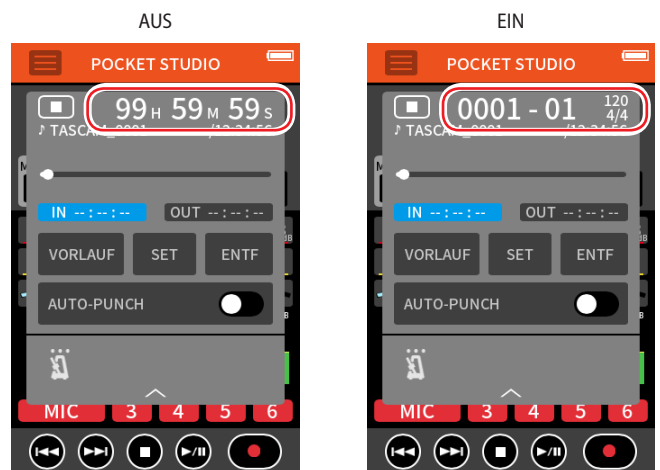 AUS
POCKET STUDIO
99 H 59 M 59 S
♪ TASCAM_0001 /12:34:56
IN --:--:-- OUT --:--:--
VORLAUF SET ENTF
AUTO-PUNCH
MIC 3 4 5 6
EIN
POCKET STUDIO
0001 - 01 120
4/4
♪ TASCAM_0001 /12:34:56
IN --:--:-- OUT --:--:--
VORLAUF SET ENTF
AUTO-PUNCH
MIC 3 4 5 6